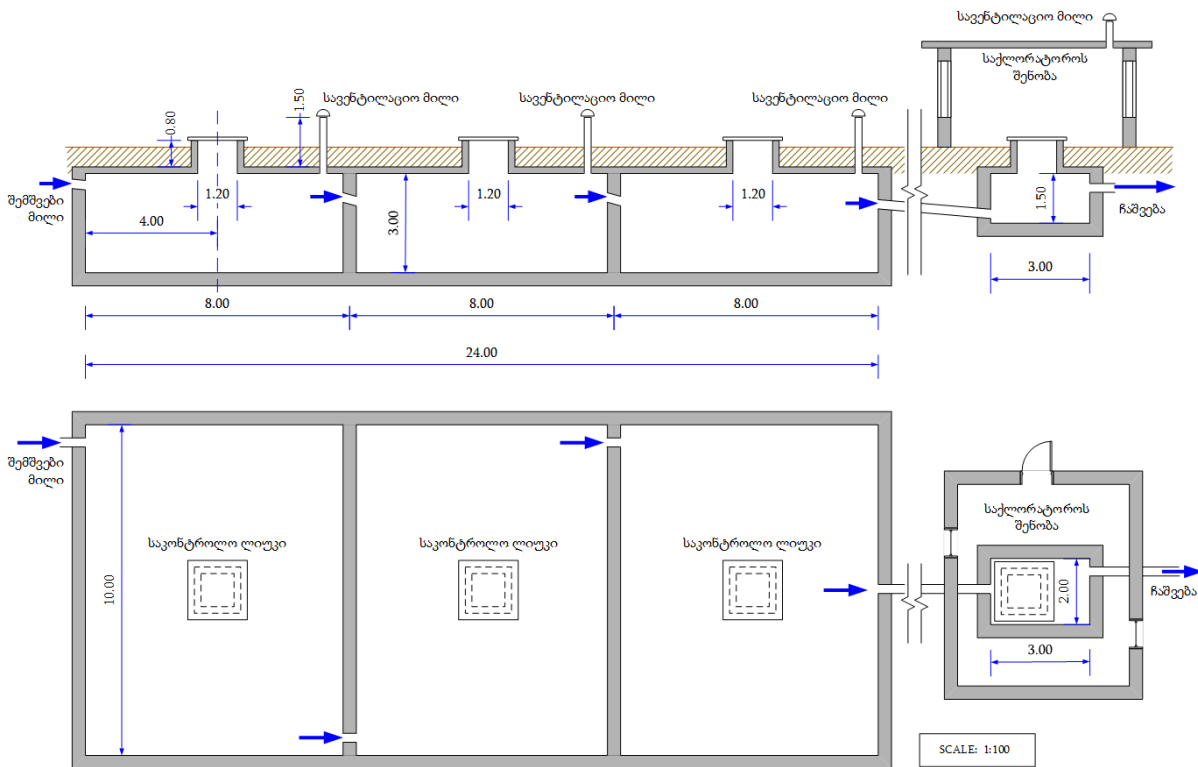 სავენტილაციო მილი
საქლორატოროს
შენობა
სავენტილაციო მილი
სავენტილაციო მილი
სავენტილაციო მილი
1.50
0.80
შემშვები
მილი
1.20
1.20
1.20
1.50
ჩაშვება
4.00
3.00
3.00
8.00
8.00
8.00
24.00
შემშვები
მილი
საქლორატოროს
შენობა
საკონტროლო ლიუკი
საკონტროლო ლიუკი
საკონტროლო ლიუკი
10.00
2.00
ჩაშვება
3.00
SCALE: 1:100